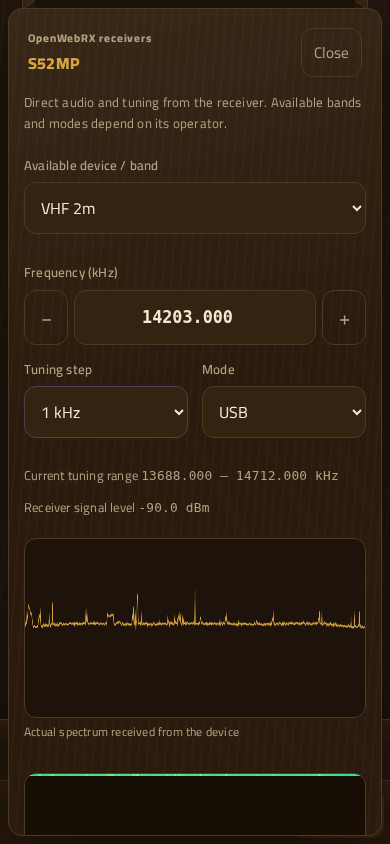 OpenWebRX receivers
S52MP
Close
Direct audio and tuning from the receiver. Available bands
and modes depend on its operator.
Available device / band
VHF 2m
Frequency (kHz)
− 14203.000 +
Tuning step Mode
1 kHz USB
Current tuning range 13688.000 — 14712.000 kHz
Receiver signal level -90.0 dBm
Actual spectrum received from the device